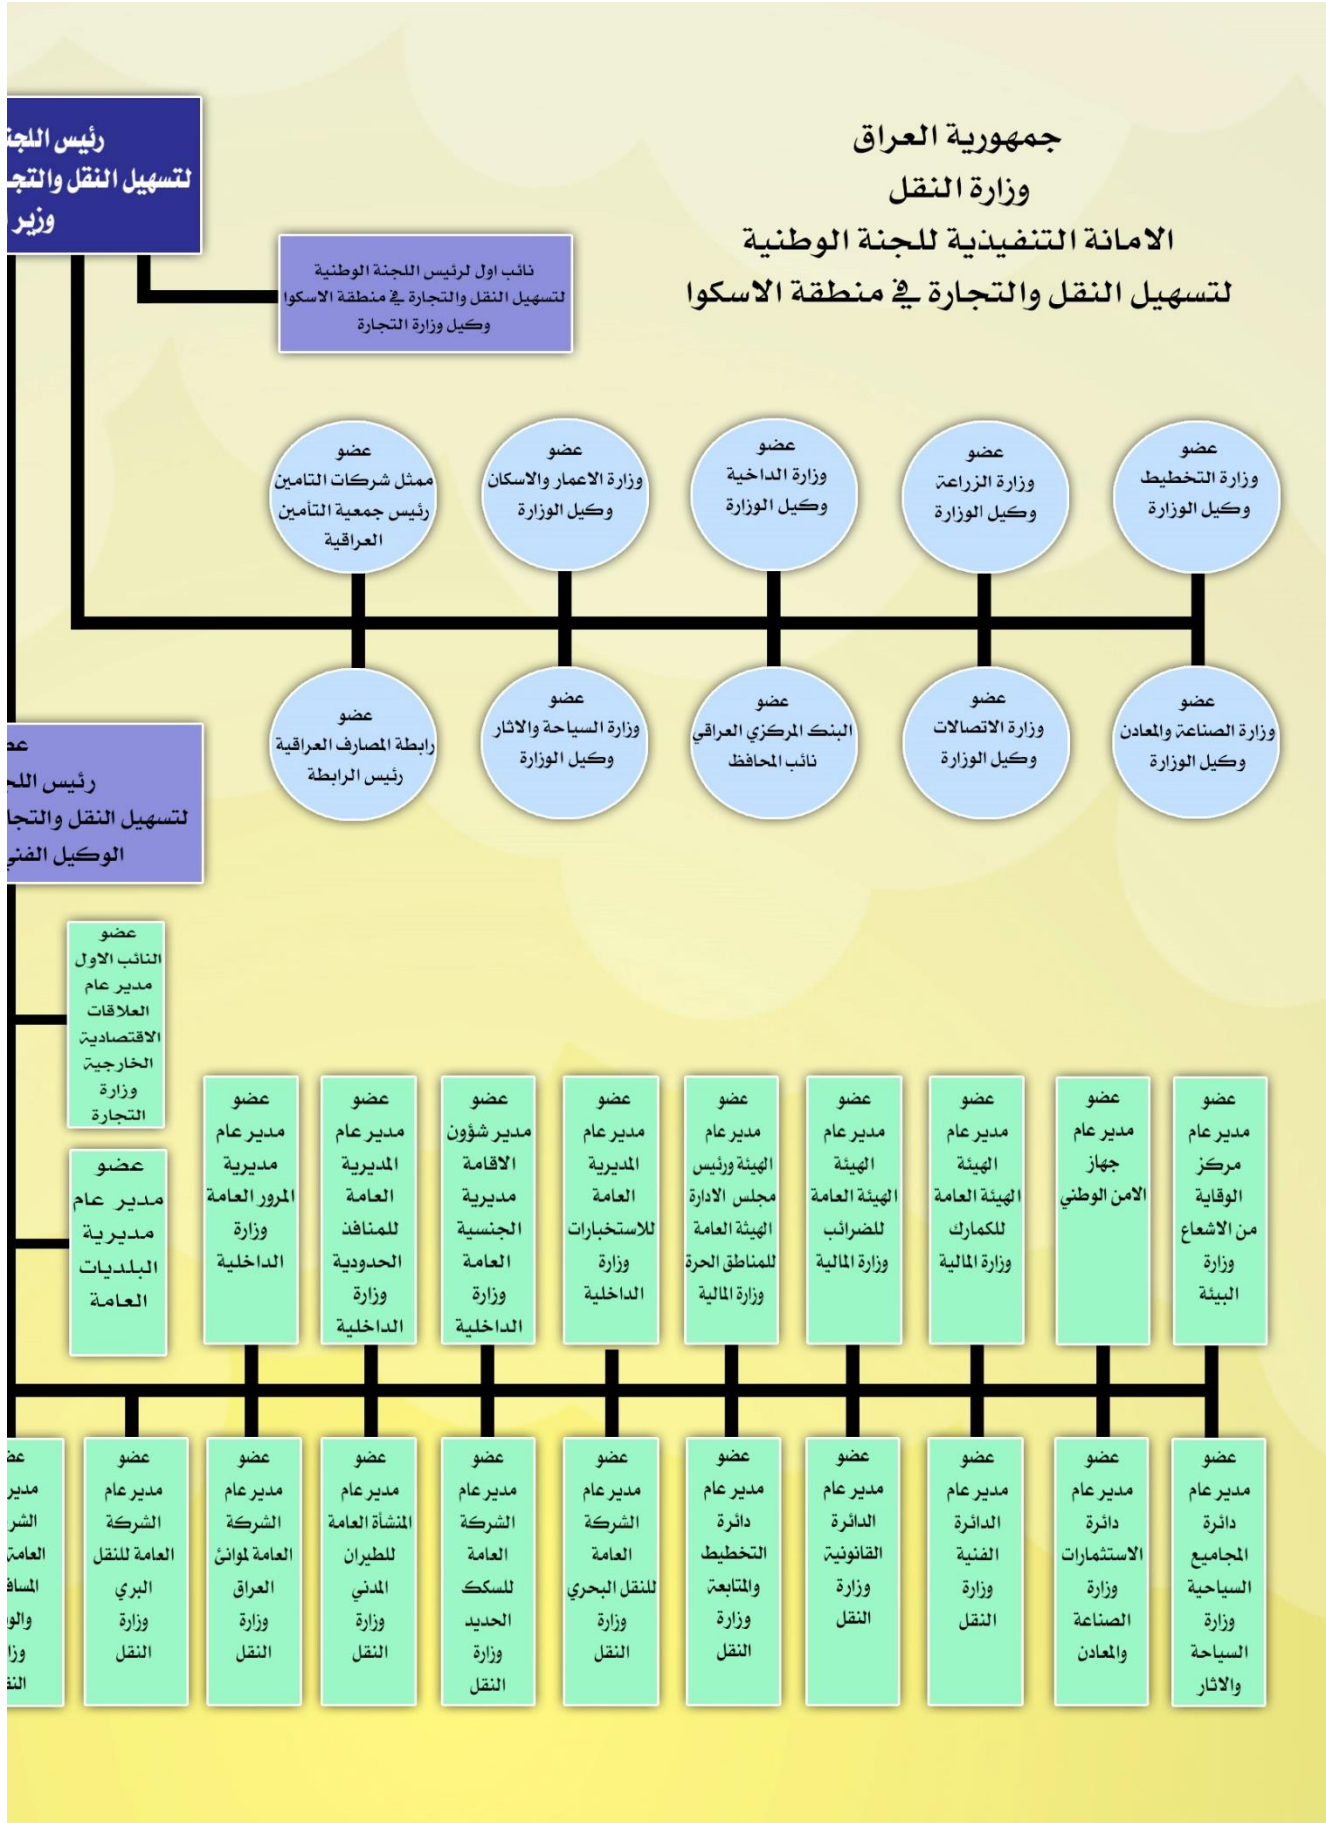 جمهورية العراق
وزارة النقل
الامانة التنفيذية للجنة الوطنية
لتسهيل النقل والتجارة في منطقة الاسكوا
رئيس
لتسهيل النقل
وزير
نائب اول لرئيس اللجنة الوطنية
لتسهيل النقل والتجارة في منطقة الاسكوا
وكيل وزارة التجارة
عضو
وزارة التخطيط
وكيل الوزارة
عضو
وزارة الزراعة
وكيل الوزارة
عضو
وزارة الداخية
وكيل الوزارة
عضو
وزارة الاعمار والاسكان
وكيل الوزارة
عضو
ممثل شركات التامين
رئيس جمعية التأمين
العراقية
عضو
وزارة الصناعة والمعادن
وكيل الوزارة
عضو
وزارة الاتصالات
وكيل الوزارة
عضو
البنك المركزي العراقي
نائب المحافظ
عضو
وزارة السياحة والاثار
وكيل الوزارة
عضو
رابطة المصارف العراقية
رئيس الرابطة
رئيس
لتسهيل النقل
الوكيل
عضو
النائب الاول
مدير عام
العلاقات
الاقتصادية
الخارجية
وزارة
التجارة
عضو
مدير عام
مديرية
البلديات
العامة
عضو
مدير عام
مركز
الوقاية
من الاشعاع
وزارة
البيئة
عضو
مدير عام
جهاز
الامن الوطني
عضو
مدير عام
الهيئة
الهيئة العامة
للكمارك
وزارة المالية
عضو
مدير عام
الهيئة
الهيئة العامة
للضرائب
وزارة المالية
عضو
مدير عام
الهيئة ورئيس
مجلس الادارة
الهيئة العامة
للمناطق الحرة
وزارة المالية
عضو
مدير عام
المديرية
العامة
للاستخبارات
وزارة
الداخلية
عضو
مدير شؤون
الاقامة
مديرية
الجنسية
العامة
وزارة
الداخلية
عضو
مدير عام
المديرية
العامة
للمنافذ
الحدودية
وزارة
الداخلية
عضو
مدير عام
مديرية
المرور العامة
وزارة
الداخلية
عضو
مدير عام
دائرة
المجاميع
السياحية
وزارة
السياحة
والاثار
عضو
مدير عام
دائرة
الاستثمارات
وزارة
الصناعة
والمعادن
عضو
مدير عام
الدائرة
الفنية
وزارة
النقل
عضو
مدير عام
الدائرة
القانونية
وزارة
النقل
عضو
مدير عام
دائرة
التخطيط
والمتابعة
وزارة
النقل
عضو
مدير عام
الشركة
العامة
للنقل البحري
وزارة
النقل
عضو
مدير عام
الشركة
العامة
للسكك
الحديد
وزارة
النقل
عضو
مدير عام
المنشأة العامة
للطيران
المدني
وزارة
النقل
عضو
مدير عام
الشركة
العامة لموانئ
العراق
وزارة
النقل
عضو
مدير عام
الشركة
العامة للنقل
البري
وزارة
النقل
مدير